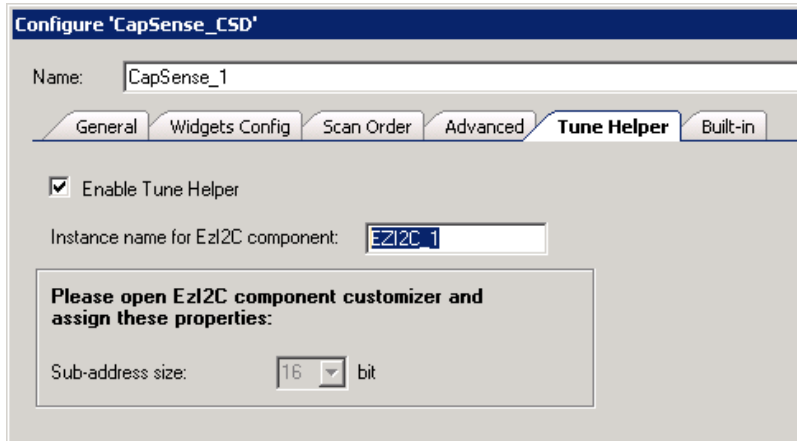 Configure 'CapSense_CSD'
Name: CapSense_1
General Widgets Config Scan Order Advanced Tune Helper Built-in
Enable Tune Helper
Instance name for EzI2C component: EZI2C_1
Please open EzI2C component customizer and
assign these properties:
Sub-address size: 16 bit